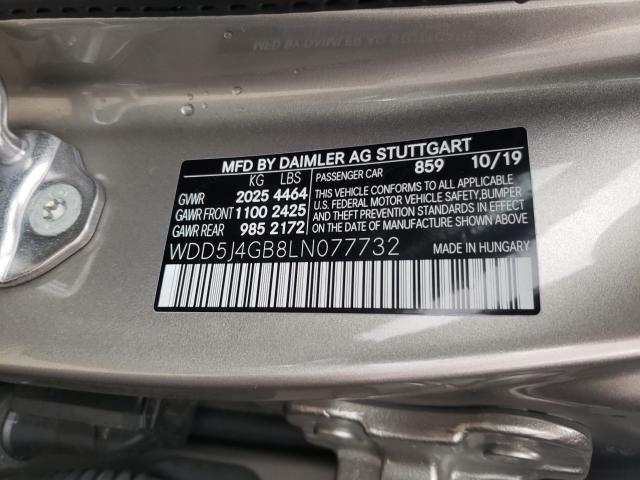 MFD BY DAIMLER AG STUTTGART
KG LBS
GVWR 2025 4464
GAWR FRONT 1100 2425
GAWR REAR 985 2172
PASSENGER CAR 859 10/19
MADE IN HUNGARY
THIS VEHICLE CONFORMS TO ALL APPLICABLE
U.S. FEDERAL MOTOR VEHICLE SAFETY,BUMPER
AND THEFT PREVENTION STANDARDS IN EFFECT
ON THE DATE OF MANUFACTURE SHOWN ABOVE.
WDD5J4GB8LN077732